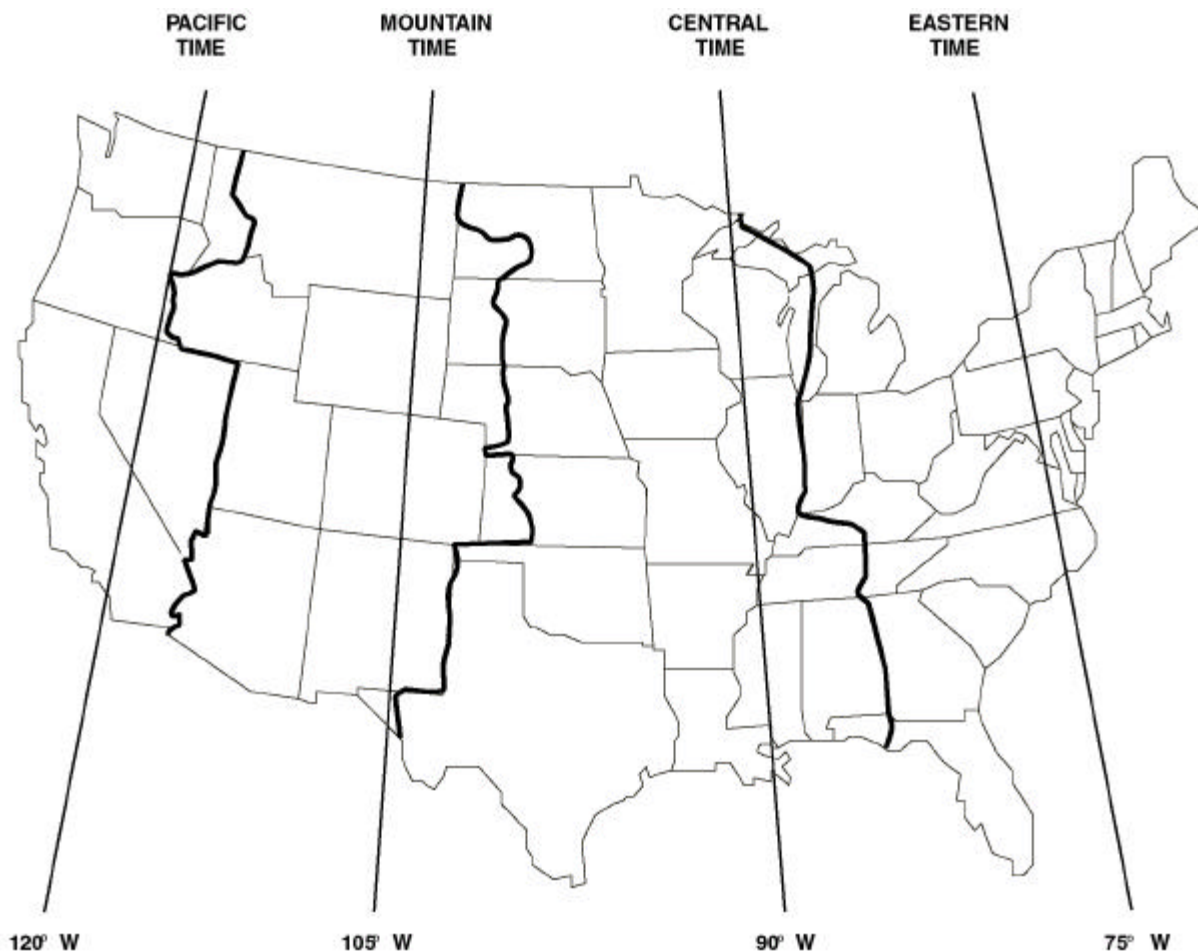 PACIFIC
TIME
MOUNTAIN
TIME
CENTRAL
TIME
EASTERN
TIME
120° W
105° W
90° W
75° W